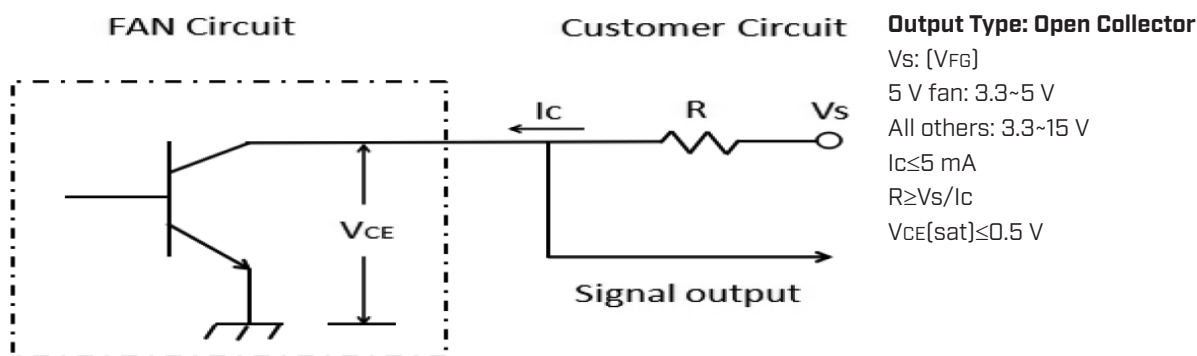 FAN Circuit
Customer Circuit
Output Type: Open Collector
Vs: (VFG)
5 V fan: 3.3~5 V
All others: 3.3~15 V
Ic≤5 mA
R≥Vs/Ic
VCE(sat)≤0.5 V
Ic
R
Vs
VCE
Signal output